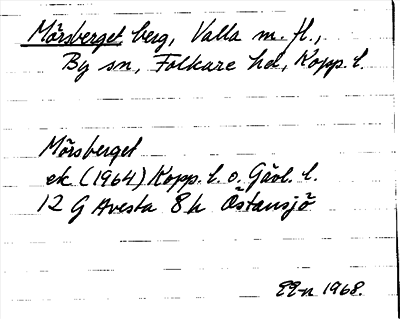 Mörsberget, berg, Valla m. fl.,
By sn, Folkare hd, Kopp. l.
Mörsberget
ek. (1964) Kopp. l. o. Gävl. l.
12 G Avesta 8 h Östansjö
EE-n 1968.